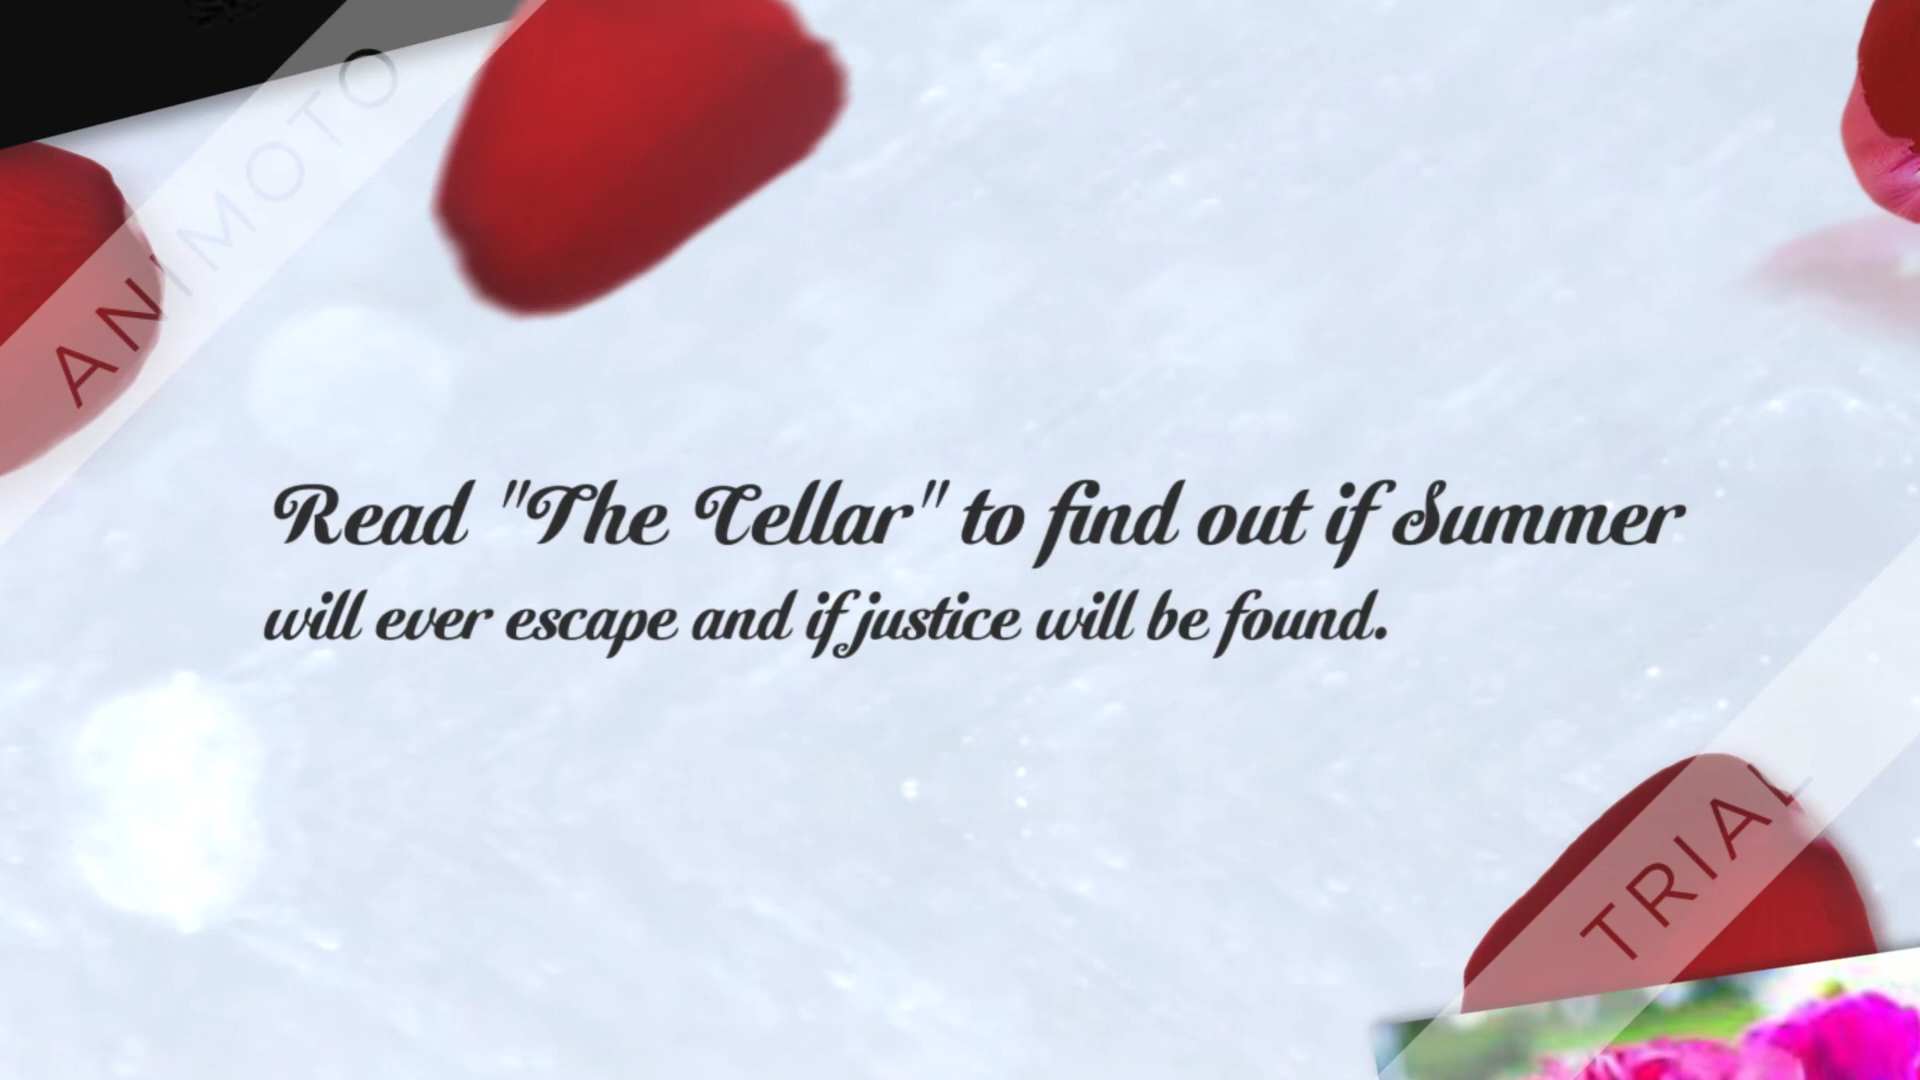 ANIMOTO
Read "The Cellar" to find out if Summer
will ever escape and if justice will be found.
TRIAL